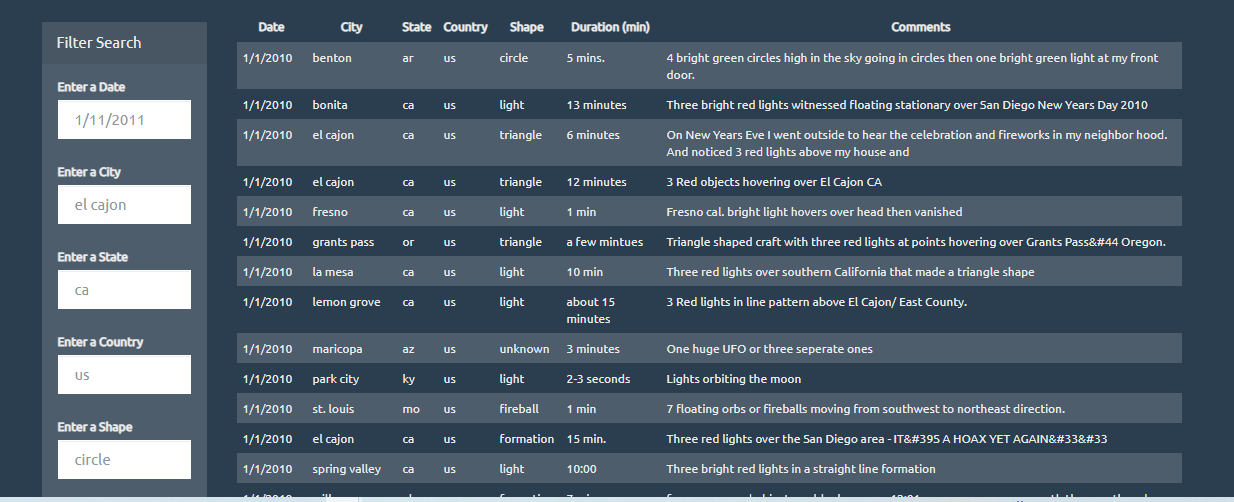 Filter Search
Enter a Date
1/11/2011
Enter a City
el cajon
Enter a State
ca
Enter a Country
us
Enter a Shape
circle
Date City State Country Shape Duration (min) Comments
1/1/2010 benton ar us circle 5 mins. 4 bright green circles high in the sky going in circles then one bright green light at my front
door.
1/1/2010 bonita ca us light 13 minutes Three bright red lights witnessed floating stationary over San Diego New Years Day 2010
1/1/2010 el cajon ca us triangle 6 minutes On New Years Eve I went outside to hear the celebration and fireworks in my neighbor hood.
And noticed 3 red lights above my house and
1/1/2010 el cajon ca us triangle 12 minutes 3 Red objects hovering over El Cajon CA
1/1/2010 fresno ca us light 1 min Fresno cal. bright light hovers over head then vanished
1/1/2010 grants pass or us triangle a few mintues Triangle shaped craft with three red lights at points hovering over Grants Pass&#44 Oregon.
1/1/2010 la mesa ca us light 10 min Three red lights over southern California that made a triangle shape
1/1/2010 lemon grove ca us light about 15 3 Red lights in line pattern above El Cajon/ East County.
minutes
1/1/2010 maricopa az us unknown 3 minutes One huge UFO or three seperate ones
1/1/2010 park city ky us light 2-3 seconds Lights orbiting the moon
1/1/2010 st. louis mo us fireball 1 min 7 floating orbs or fireballs moving from southwest to northeast direction.
1/1/2010 el cajon ca us formation 15 min. Three red lights over the San Diego area - IT&#39S A HOAX YET AGAIN&#33&#33
1/1/2010 spring valley ca us light 10:00 Three bright red lights in a straight line formation